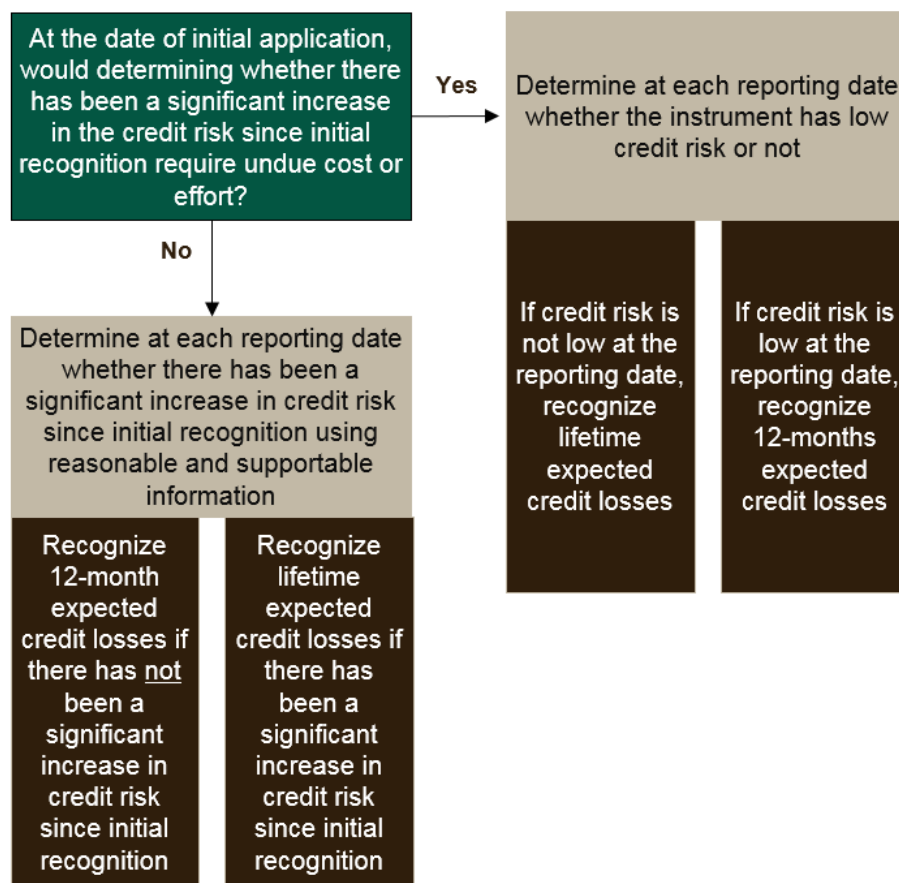 At the date of initial application,
would determining whether there
has been a significant increase
in the credit risk since initial
recognition require undue cost or
effort?
Yes
Determine at each reporting date
whether the instrument has low
credit risk or not
If credit risk is
not low at the
reporting date,
recognize
lifetime
expected
credit losses
If credit risk is
low at the
reporting date,
recognize
12-months
expected
credit losses
No
Determine at each reporting date
whether there has been a
significant increase in credit risk
since initial recognition using
reasonable and supportable
information
Recognize
12-month
expected
credit losses if
there has not
been a
significant
increase in
credit risk
since initial
recognition
Recognize
lifetime
expected
credit losses if
there has
been a
significant
increase in
credit risk
since initial
recognition